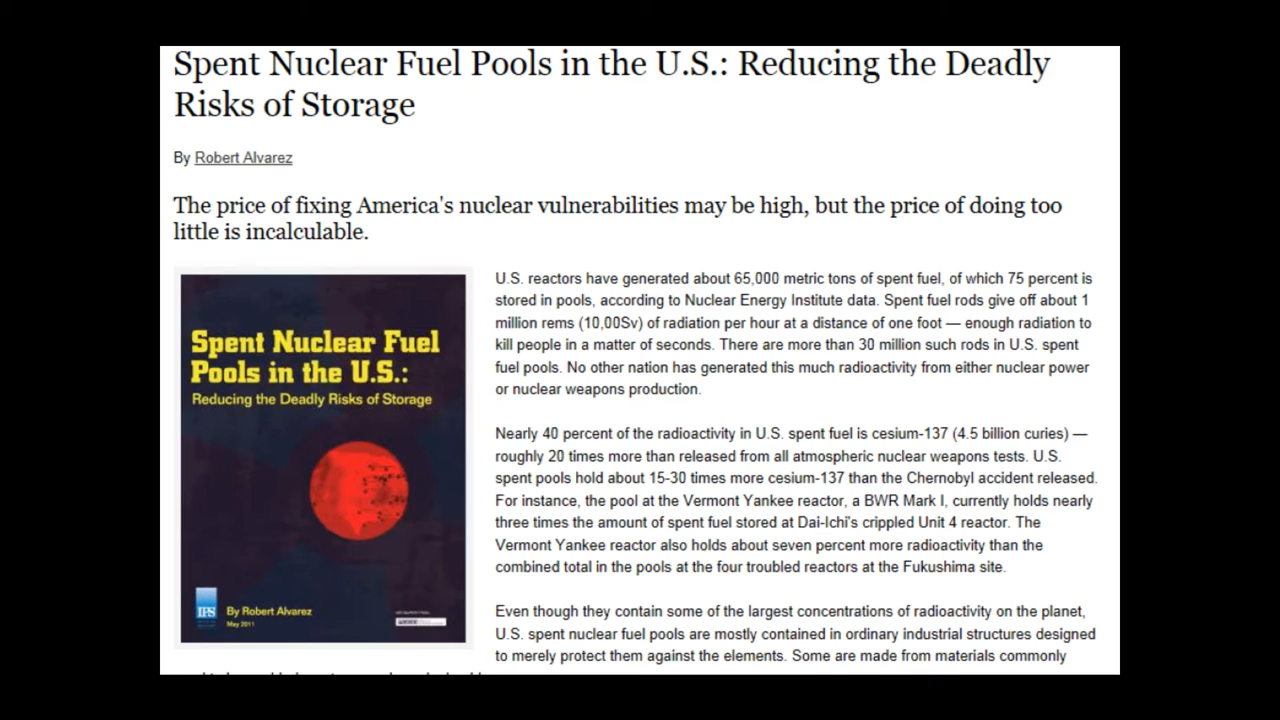 Spent Nuclear Fuel Pools in the U.S.: Reducing the Deadly
Risks of Storage
By Robert Alvarez
The price of fixing America's nuclear vulnerabilities may be high, but the price of doing too
little is incalculable.
Spent Nuclear Fuel
Pools in the U.S.:
Reducing the Deadly Risks of Storage
IPS
By Robert Alvarez
May 2011
U.S. reactors have generated about 65,000 metric tons of spent fuel, of which 75 percent is
stored in pools, according to Nuclear Energy Institute data. Spent fuel rods give off about 1
million rems (10,00Sv) of radiation per hour at a distance of one foot — enough radiation to
kill people in a matter of seconds. There are more than 30 million such rods in U.S. spent
fuel pools. No other nation has generated this much radioactivity from either nuclear power
or nuclear weapons production.
Nearly 40 percent of the radioactivity in U.S. spent fuel is cesium-137 (4.5 billion curies) —
roughly 20 times more than released from all atmospheric nuclear weapons tests. U.S.
spent pools hold about 15-30 times more cesium-137 than the Chernobyl accident released.
For instance, the pool at the Vermont Yankee reactor, a BWR Mark I, currently holds nearly
three times the amount of spent fuel stored at Dai-Ichi's crippled Unit 4 reactor. The
Vermont Yankee reactor also holds about seven percent more radioactivity than the
combined total in the pools at the four troubled reactors at the Fukushima site.
Even though they contain some of the largest concentrations of radioactivity on the planet,
U.S. spent nuclear fuel pools are mostly contained in ordinary industrial structures designed
to merely protect them against the elements. Some are made from materials commonly